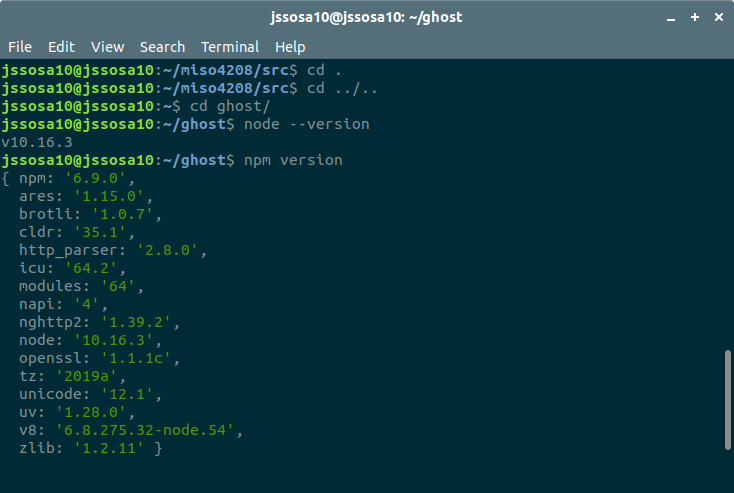 jssosa10@jssosa10: ~/ghost
File Edit View Search Terminal Help
jssosa10@jssosa10:~/miso4208/src$ cd .
jssosa10@jssosa10:~/miso4208/src$ cd ../..
jssosa10@jssosa10:~$ cd ghost/
jssosa10@jssosa10:~/ghost$ node --version
v10.16.3
jssosa10@jssosa10:~/ghost$ npm version
{ npm: '6.9.0',
  ares: '1.15.0',
  brotli: '1.0.7',
  cldr: '35.1',
  http_parser: '2.8.0',
  icu: '64.2',
  modules: '64',
  napi: '4',
  nghttp2: '1.39.2',
  node: '10.16.3',
  openssl: '1.1.1c',
  tz: '2019a',
  unicode: '12.1',
  uv: '1.28.0',
  v8: '6.8.275.32-node.54',
  zlib: '1.2.11' }